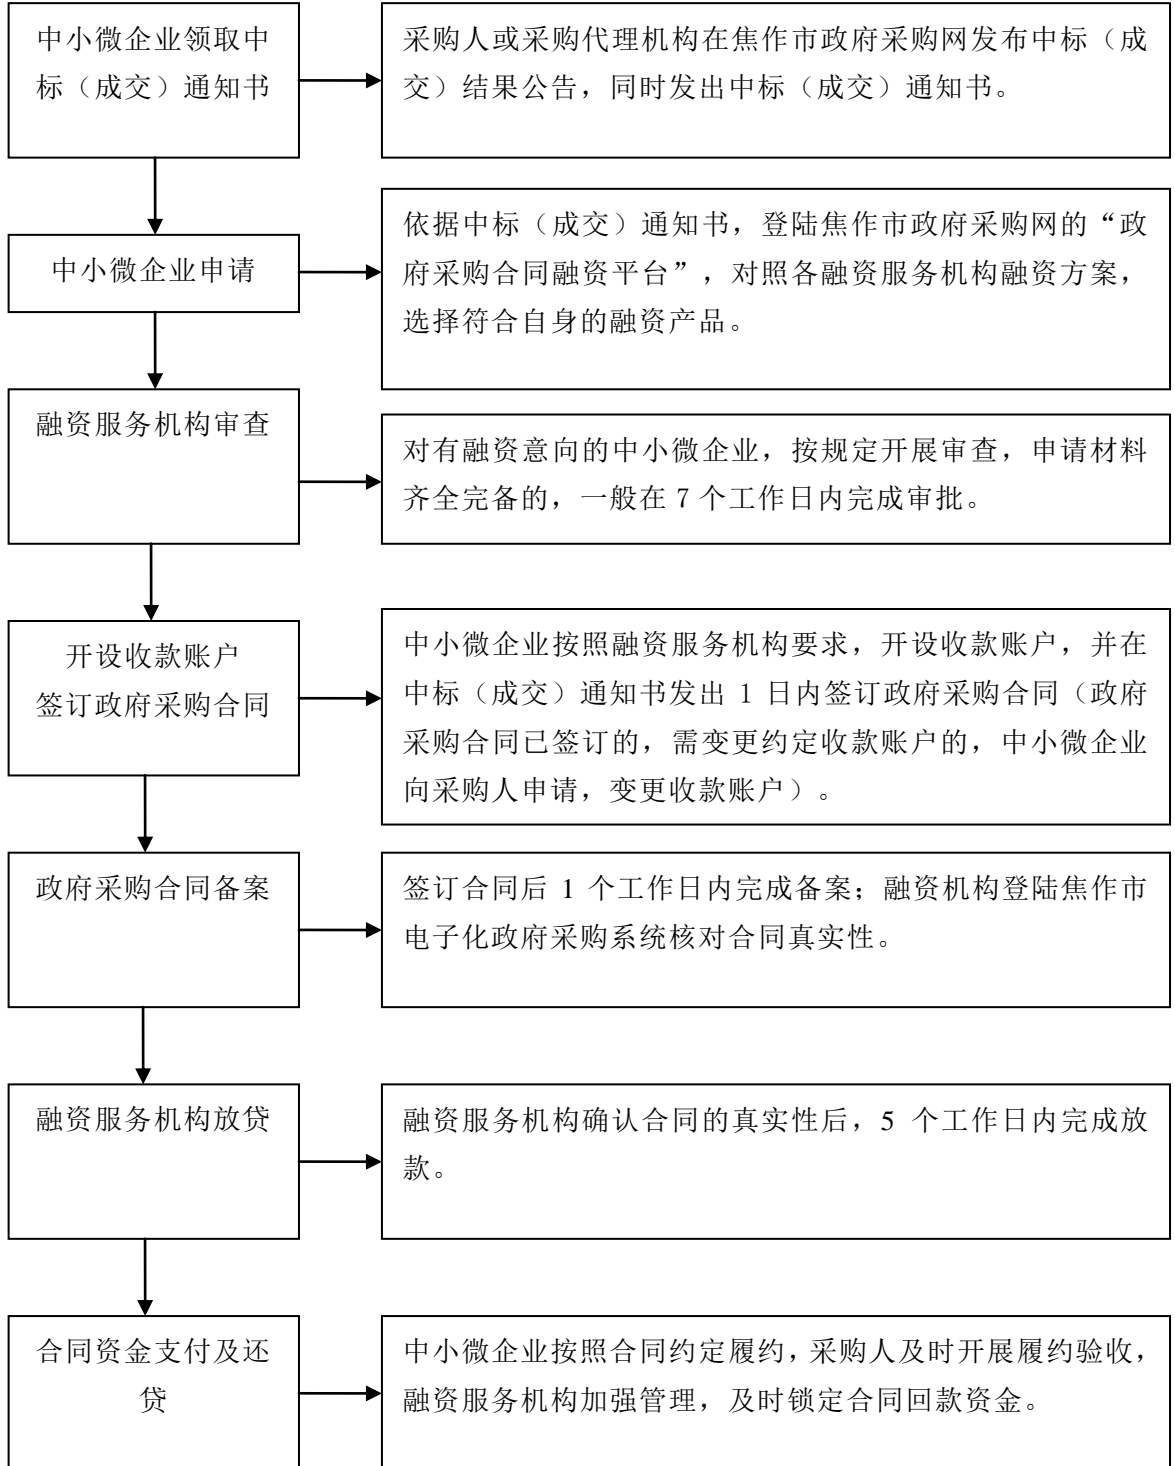 中小微企业领取中
标（成交）通知书
采购人或采购代理机构在焦作市政府采购网发布中标（成
交）结果公告，同时发出中标（成交）通知书。
中小微企业申请
依据中标（成交）通知书，登陆焦作市政府采购网的“政
府采购合同融资平台”，对照各融资服务机构融资方案，
选择符合自身的融资产品。
融资服务机构审查
对有融资意向的中小微企业，按规定开展审查，申请材料
齐全完备的，一般在 7 个工作日内完成审批。
开设收款账户
签订政府采购合同
中小微企业按照融资服务机构要求，开设收款账户，并在
中标（成交）通知书发出 1 日内签订政府采购合同（政府
采购合同已签订的，需变更约定收款账户的，中小微企业
向采购人申请，变更收款账户）。
政府采购合同备案
签订合同后 1 个工作日内完成备案；融资机构登陆焦作市
电子化政府采购系统核对合同真实性。
融资服务机构放贷
融资服务机构确认合同的真实性后，5 个工作日内完成放
款。
合同资金支付及还
贷
中小微企业按照合同约定履约，采购人及时开展履约验收，
融资服务机构加强管理，及时锁定合同回款资金。